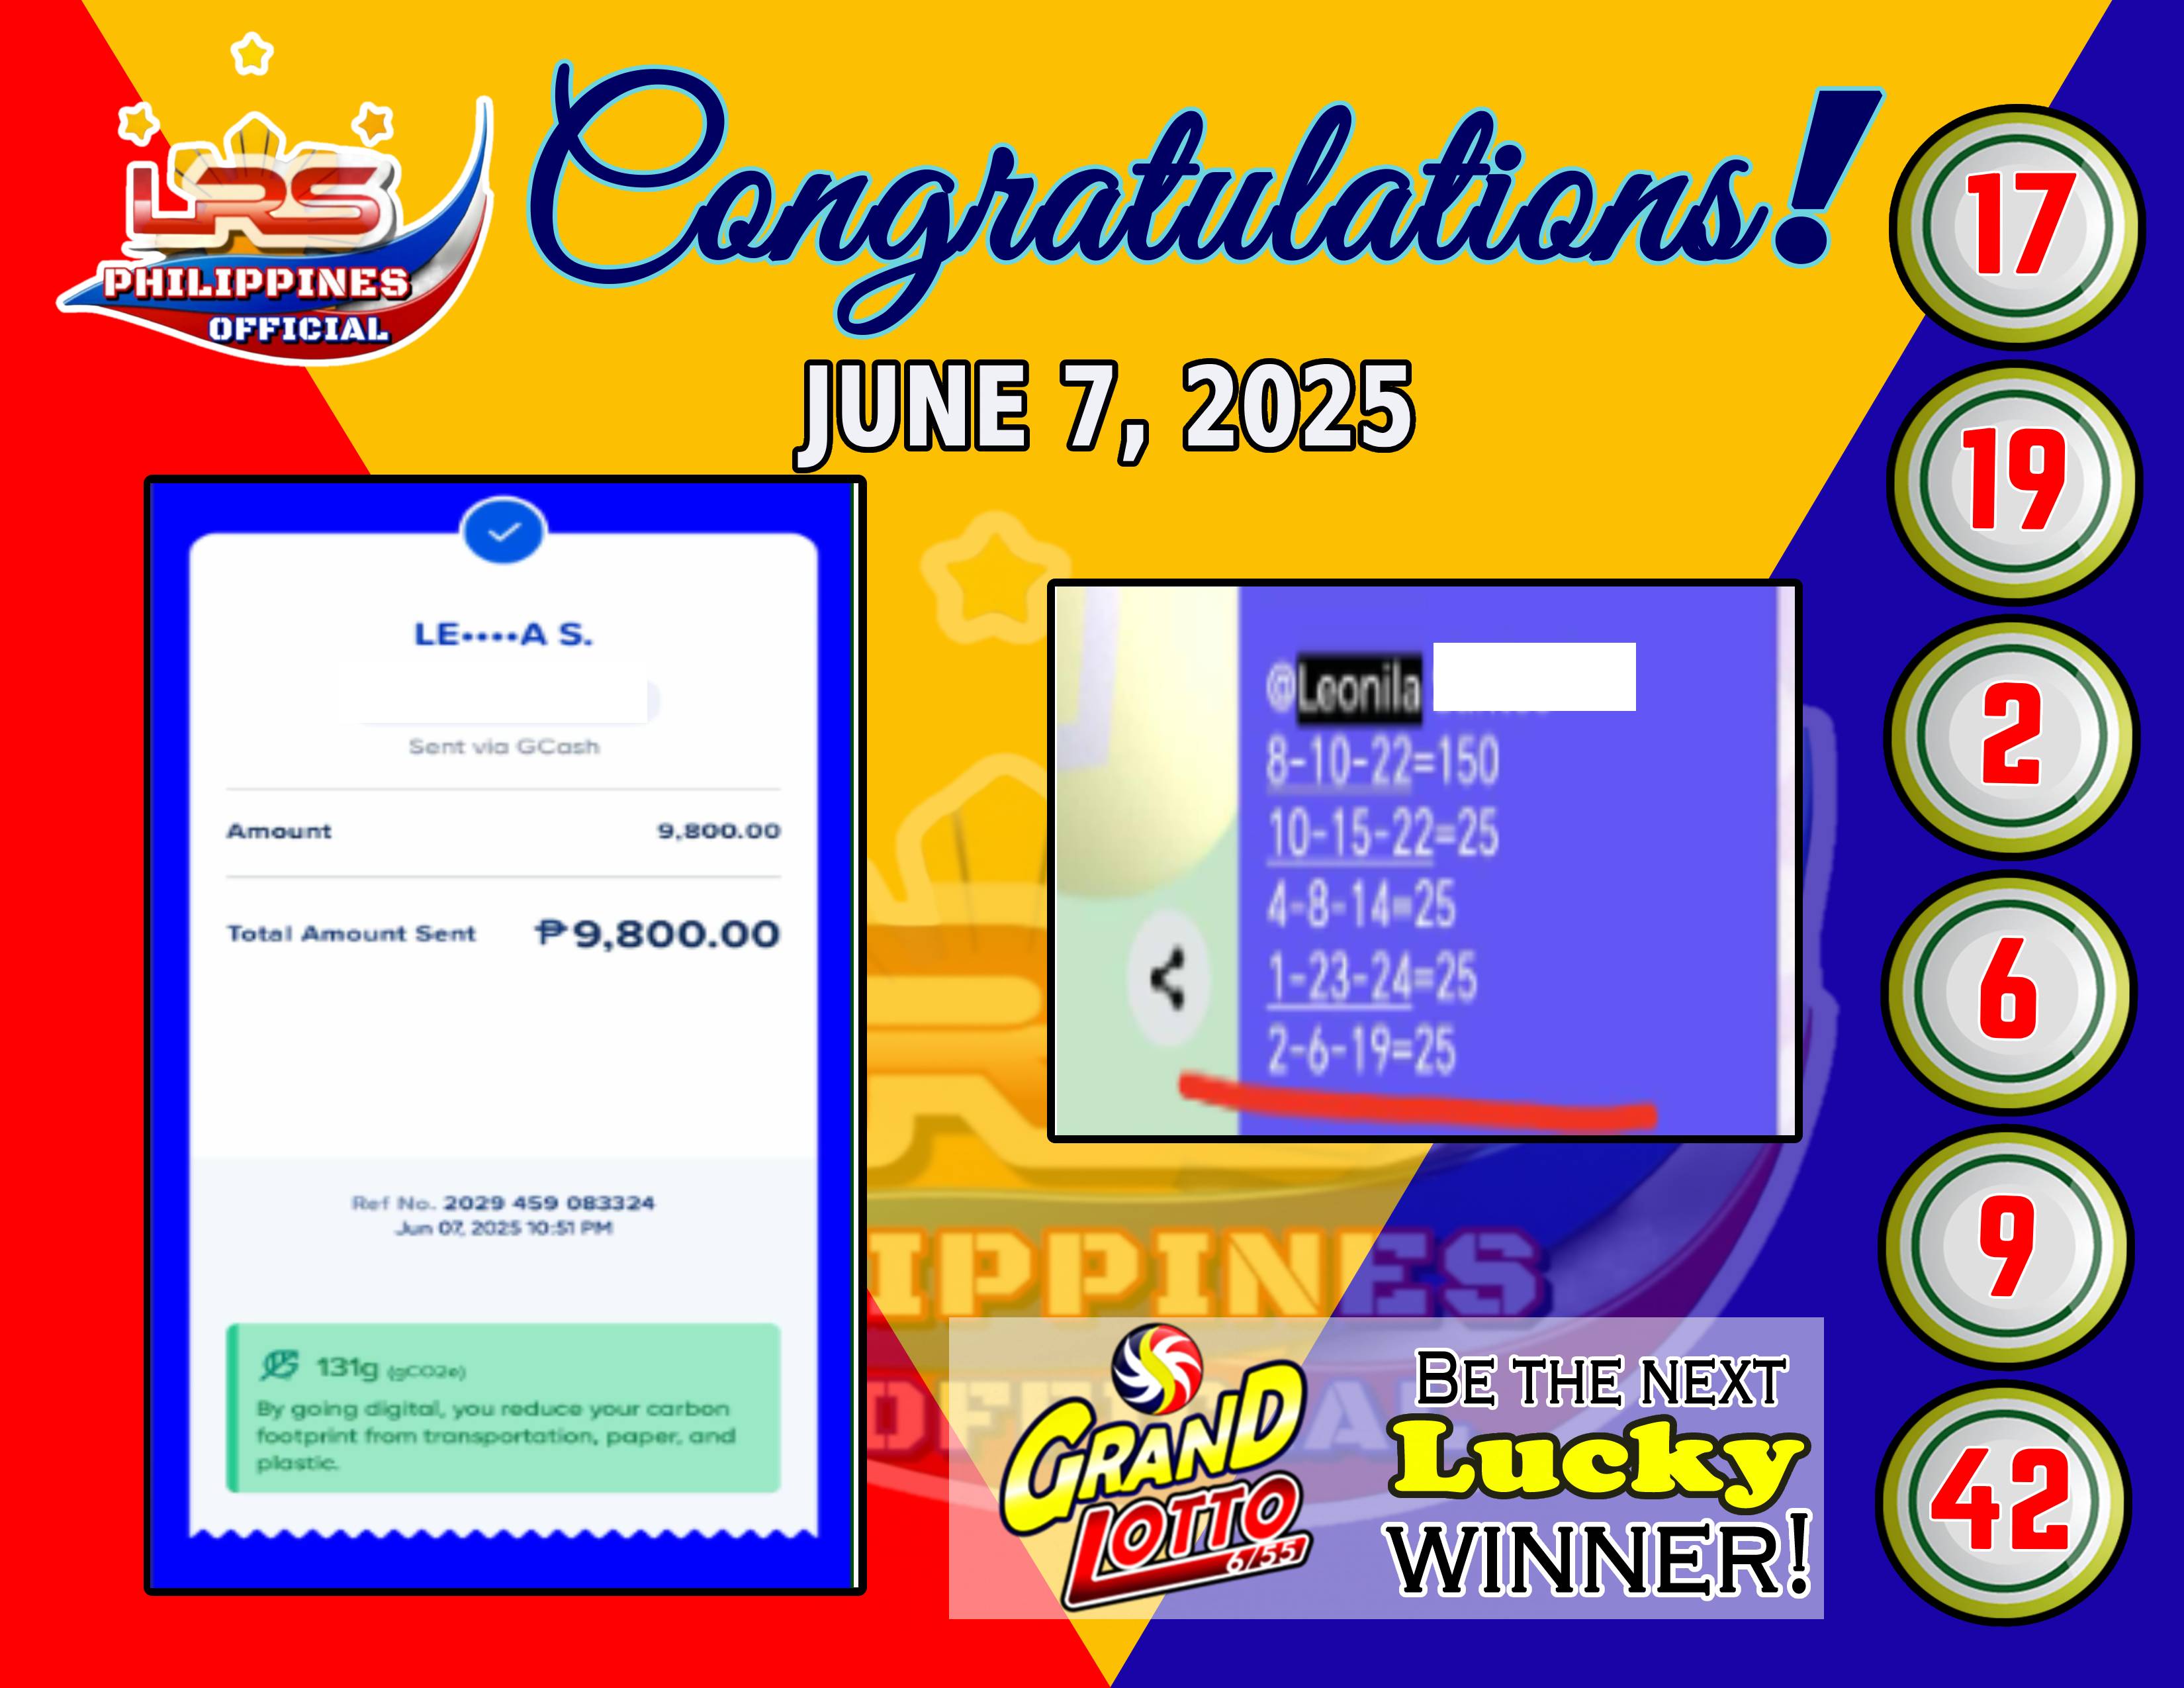 LRS
PHILIPPINES
OFFICIAL
Congratulations!
JUNE 7, 2025
LE••••A S.
Sent via GCash
Amount 9,800.00
Total Amount Sent ₱9,800.00
Ref No. 2029 459 083324
Jun 07, 2025 10:51 PM
131g (gCO2e)
By going digital, you reduce your carbon
footprint from transportation, paper, and
plastic.
@Leonila
8-10-22=150
10-15-22=25
4-8-14=25
1-23-24=25
2-6-19=25
IPPINES
GRAND
LOTTO
6/55
BE THE NEXT
Lucky
WINNER!
17
19
2
6
9
42